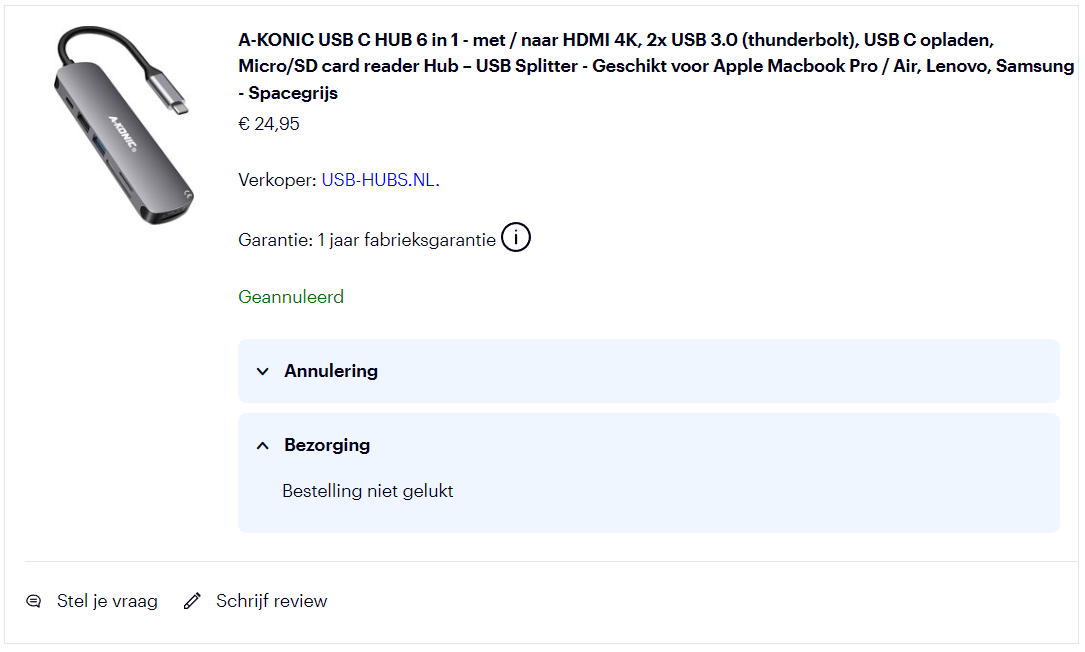 A-KONIC USB C HUB 6 in 1 - met / naar HDMI 4K, 2x USB 3.0 (thunderbolt), USB C opladen,
Micro/SD card reader Hub – USB Splitter - Geschikt voor Apple Macbook Pro / Air, Lenovo, Samsung
- Spacegrijs
€ 24,95
A-KONIC®
CE
Verkoper: USB-HUBS.NL.
Garantie: 1 jaar fabrieksgarantie i
Geannuleerd
Annulering
Bezorging
Bestelling niet gelukt
Stel je vraag
Schrijf review